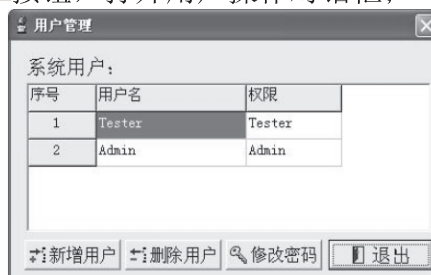 按钮，打开用户操作对话框，
用户管理
系统用户：
序号 用户名 权限
1 Tester Tester
2 Admin Admin
新增用户 删除用户 修改密码 退出